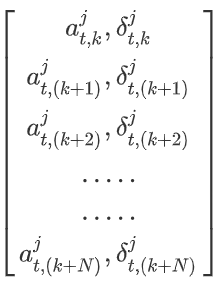 a^j_{t,k}, δ^j_{t,k}
a^j_{t,(k+1)}, δ^j_{t,(k+1)}
a^j_{t,(k+2)}, δ^j_{t,(k+2)}
.....
.....
a^j_{t,(k+N)}, δ^j_{t,(k+N)}